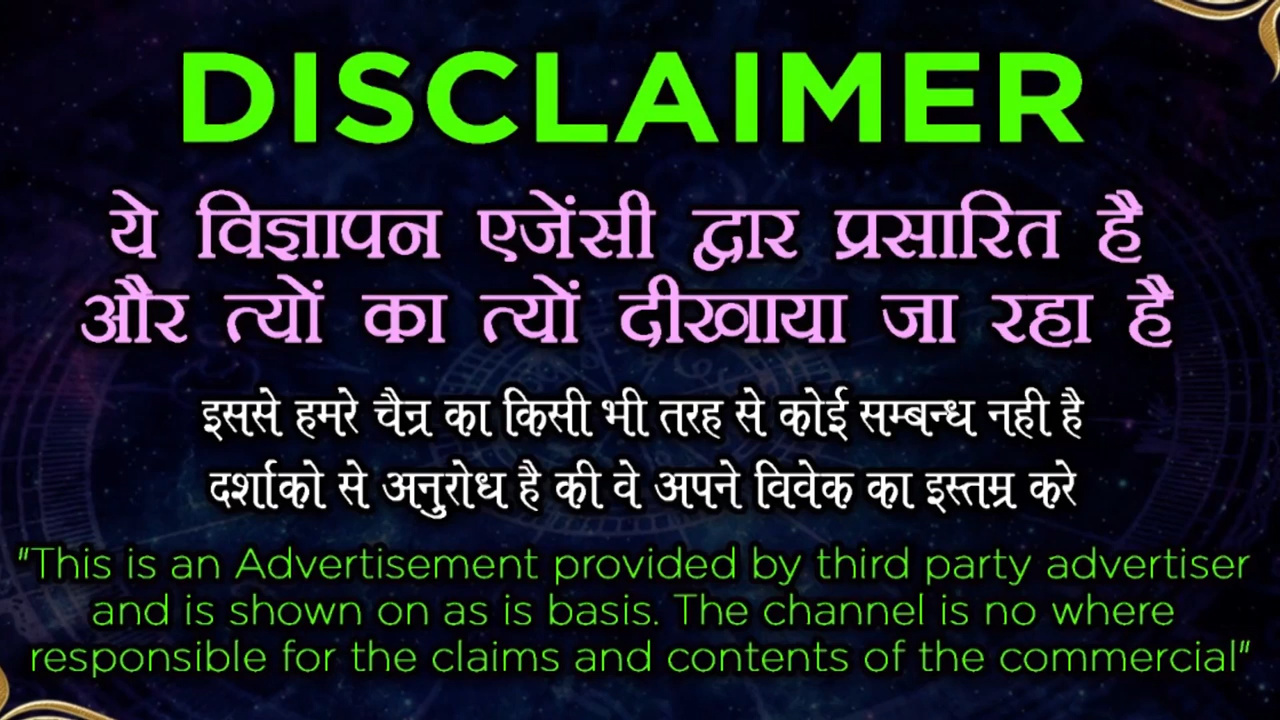 DISCLAIMER
ये विज्ञापन एजेंसी द्वार प्रसारित है
और त्यों का त्यों दीखाया जा रहा है
इससे हमरे चैन्र का किसी भी तरह से कोई सम्बन्ध नही है
दर्शाको से अनुरोध है की वे अपने विवेक का इस्तम्र करे
"This is an Advertisement provided by third party advertiser
and is shown on as is basis. The channel is no where
responsible for the claims and contents of the commercial"